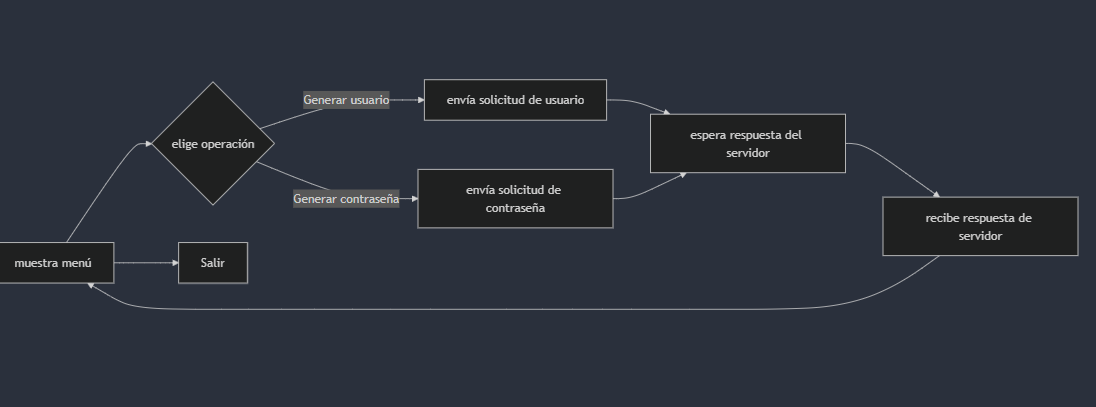 Generar usuario
envía solicitud de usuario
elige operación
espera respuesta del
servidor
Generar contraseña
envía solicitud de
contraseña
recibe respuesta de
servidor
muestra menú
Salir